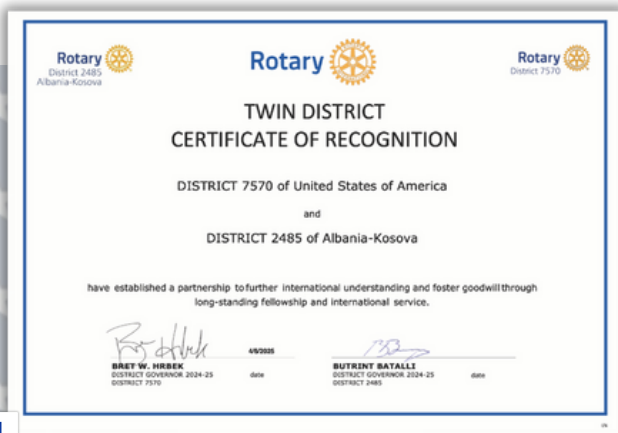 Rotary
District 2485
Albania-Kosova
Rotary
Rotary
District 7570
TWIN DISTRICT
CERTIFICATE OF RECOGNITION
DISTRICT 7570 of United States of America
and
DISTRICT 2485 of Albania-Kosova
have established a partnership to further international understanding and foster goodwill through
long-standing fellowship and international service.
4/5/2025
BRET W. HRBEK
DISTRICT GOVERNOR 2024-25 date
DISTRICT 7570
BUTRINT BATALLI
DISTRICT GOVERNOR 2024-25 date
DISTRICT 2485